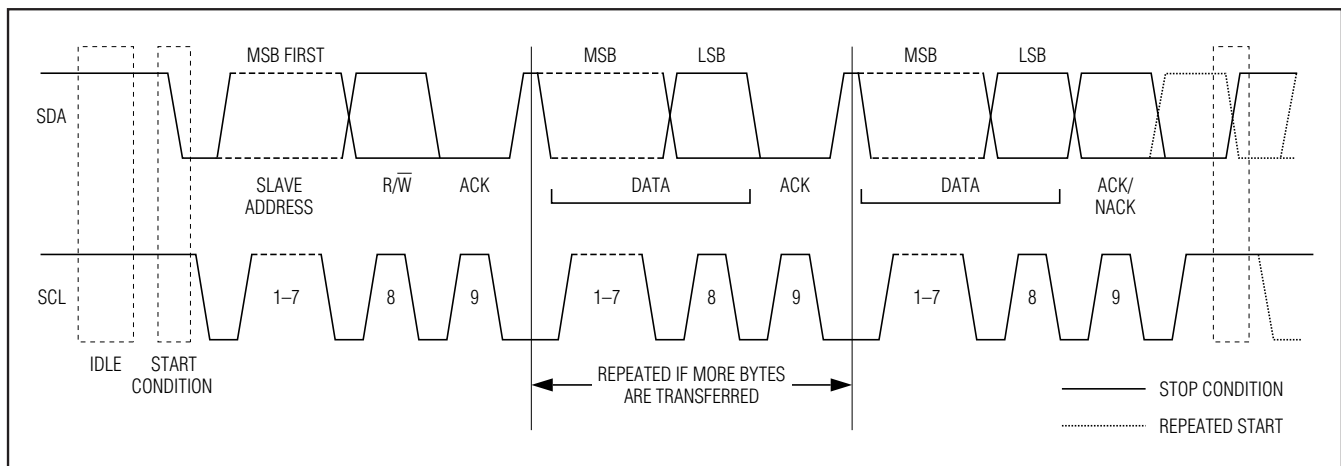 MSB FIRST
MSB
LSB
MSB
LSB
SDA
SLAVE
ADDRESS
R/W̅
ACK
DATA
ACK
DATA
ACK/
NACK
SCL
1–7
8
9
1–7
8
9
1–7
8
9
IDLE
START
CONDITION
REPEATED IF MORE BYTES
ARE TRANSFERRED
STOP CONDITION
REPEATED START